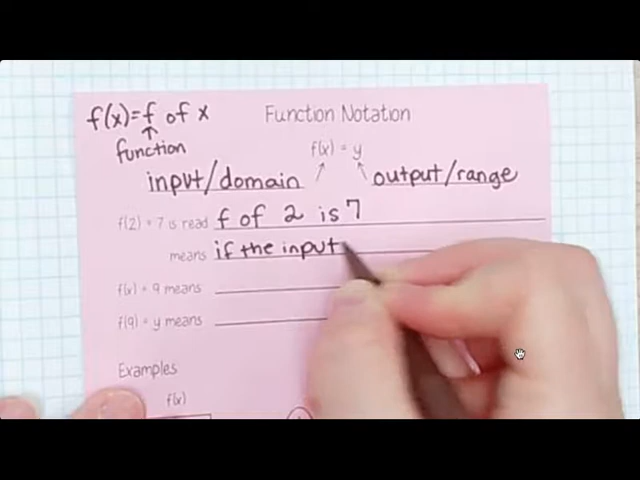 f(x)=f of x
Function Notation
function
f(x) = y
input/domain
output/range
f(2) = 7 is read f of 2 is 7
means if the input
f(x) = 9 means
f(9) = y means
Examples
f(x)